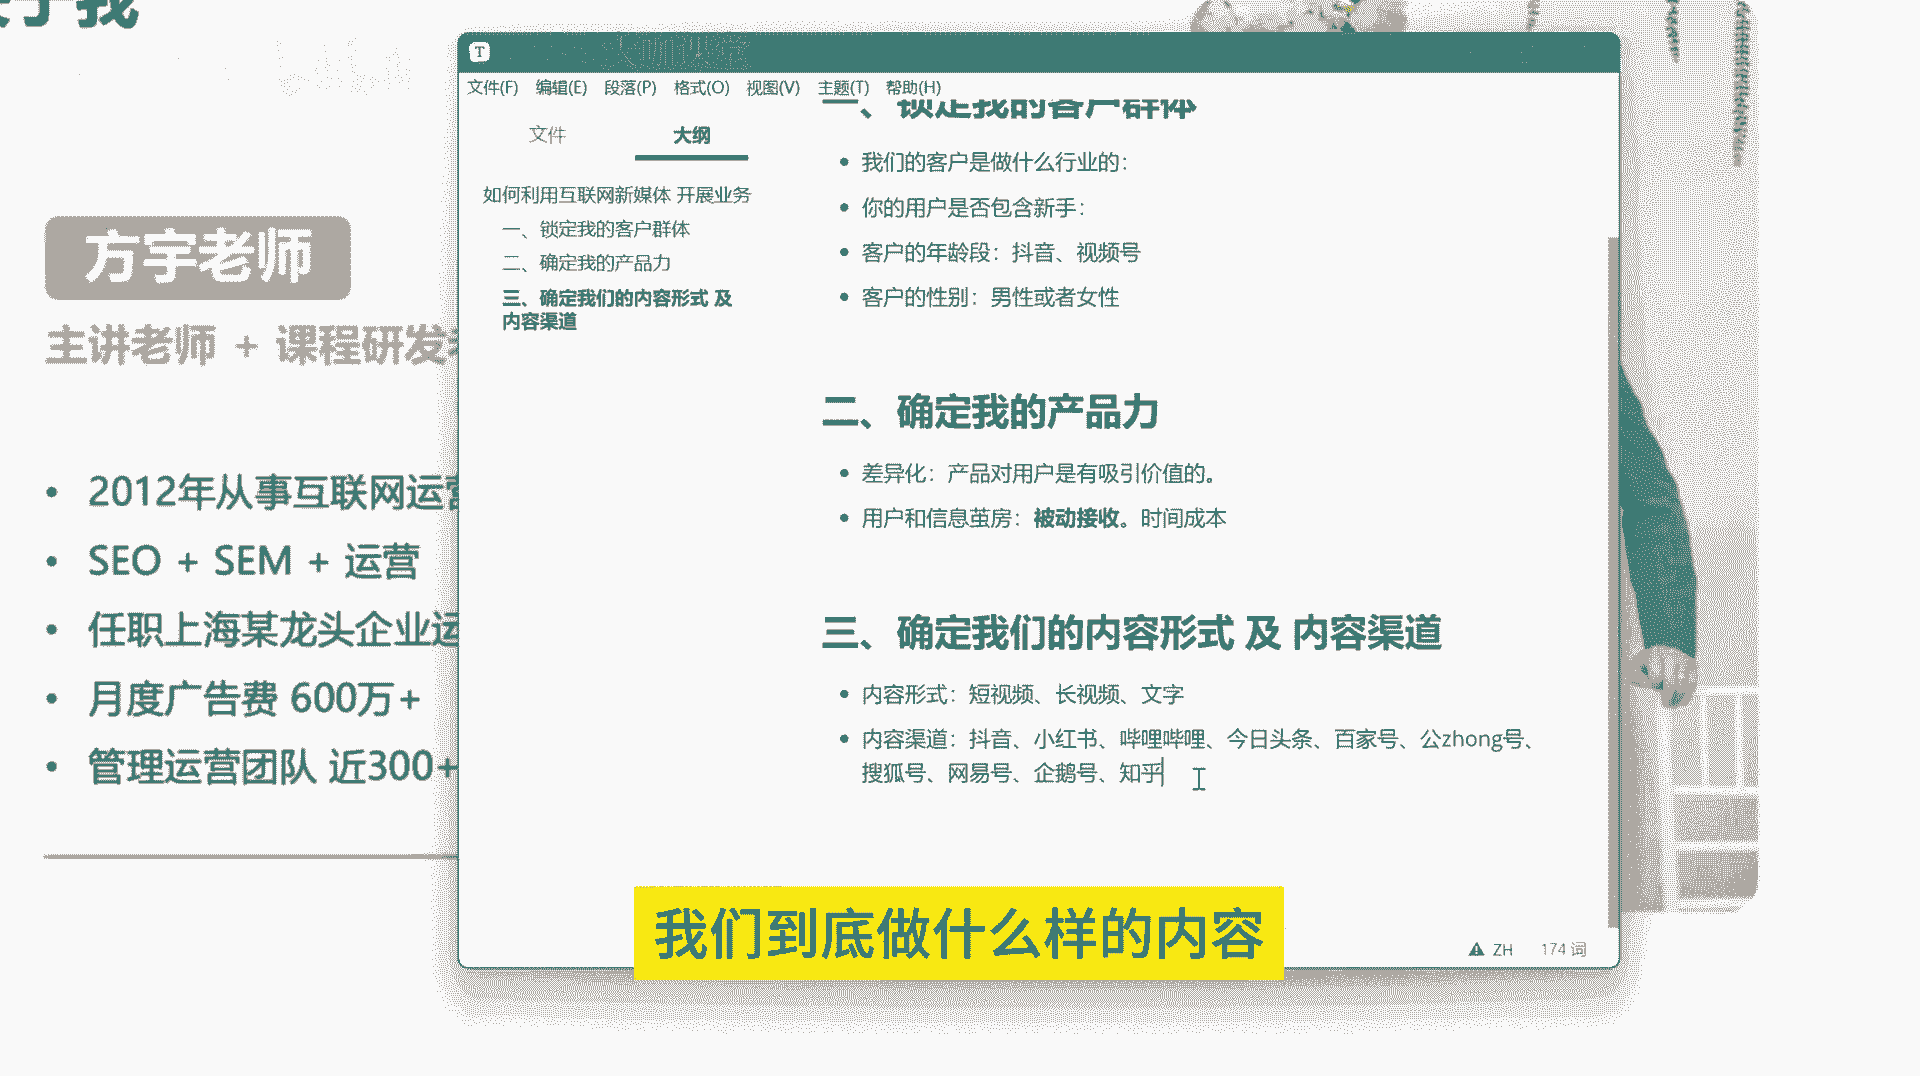 方宇老师
主讲老师 + 课程研发
2012年从事互联网运营
SEO + SEM + 运营
任职上海某龙头企业运
月度广告费 600万+
管理运营团队 近300+
T
文件(F) 编辑(E) 段落(P) 格式(O) 视图(V) 主题(T) 帮助(H)
文件 大纲
如何利用互联网新媒体 开展业务
一、锁定我的客户群体
二、确定我的产品力
三、确定我们的内容形式 及
内容渠道
一、锁定我的客户群体
我们的客户是做什么行业的：
你的用户是否包含新手：
客户的年龄段：抖音、视频号
客户的性别：男性或者女性
二、确定我的产品力
差异化：产品对用户是有吸引价值的。
用户和信息茧房：被动接收。时间成本
三、确定我们的内容形式 及 内容渠道
内容形式：短视频、长视频、文字
内容渠道：抖音、小红书、哔哩哔哩、今日头条、百家号、公zhong号、
搜狐号、网易号、企鹅号、知乎
ZH 174 词
我们到底做什么样的内容